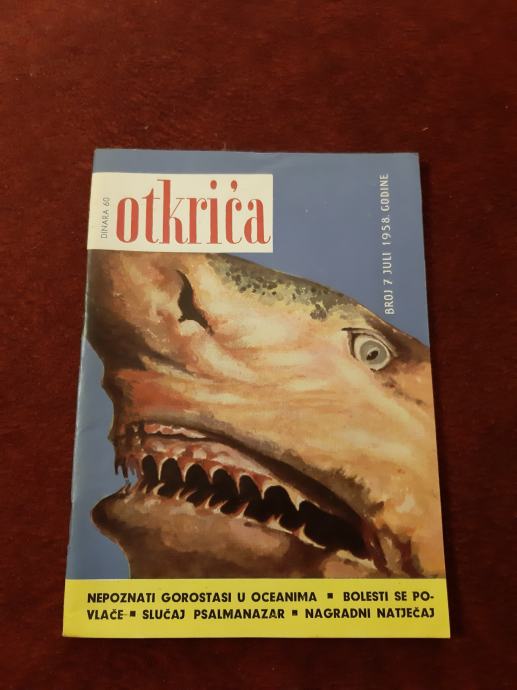 DINARA 60
otkrića
BROJ 7 JULI 1958. GODINE
NEPOZNATI GOROSTASI U OCEANIMA ▪ BOLESTI SE PO-
VLAČE ▪ SLUČAJ PSALMANAZAR ▪ NAGRADNI NATJEČAJ